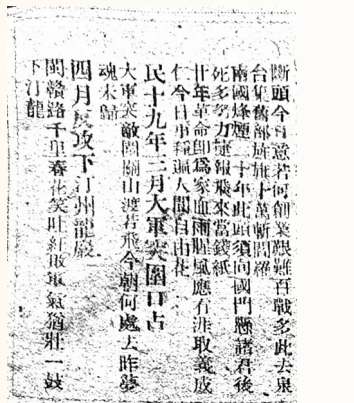 斷頭今日意若何創業艱難百戰多此去泉
台集舊部旌旗十萬斬閻羅
南國烽煙二十年此頭須向國門懸諸君後
死多努力捷報飛來當錢紙
廿年革命即爲家血雨腥風應有涯取義成
仁今日事種遍人間自由花
民十九年三月大軍突圍口占
大軍突敵圍關山渡若飛今朝何處去昨夢
魂未歸
四月反攻下汀州龍巖
閩贛路千里春花笑吐紅敗軍氣猶壯一鼓
下汀龍